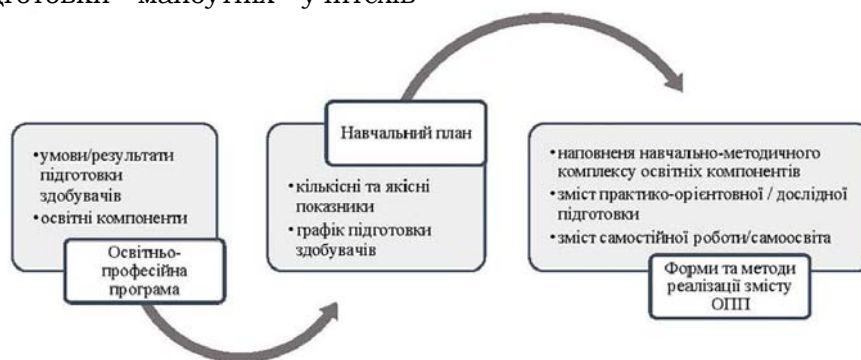 майбутніх учителів
•умови/результати
підготовки
здобувачів
•освітні компоненти
Освітньо-
професійна
програма
Навчальний план
•кількісні та якісні
показники
•графік підготовки
здобувачів
•наповненя навчально-методичного
комплексу освітніх компонентів
•зміст практико-орієнтовної / дослідної
підготовки
•зміст самостійної роботи/самоосвіта
Форми та методи
реалізації змісту
ОПП